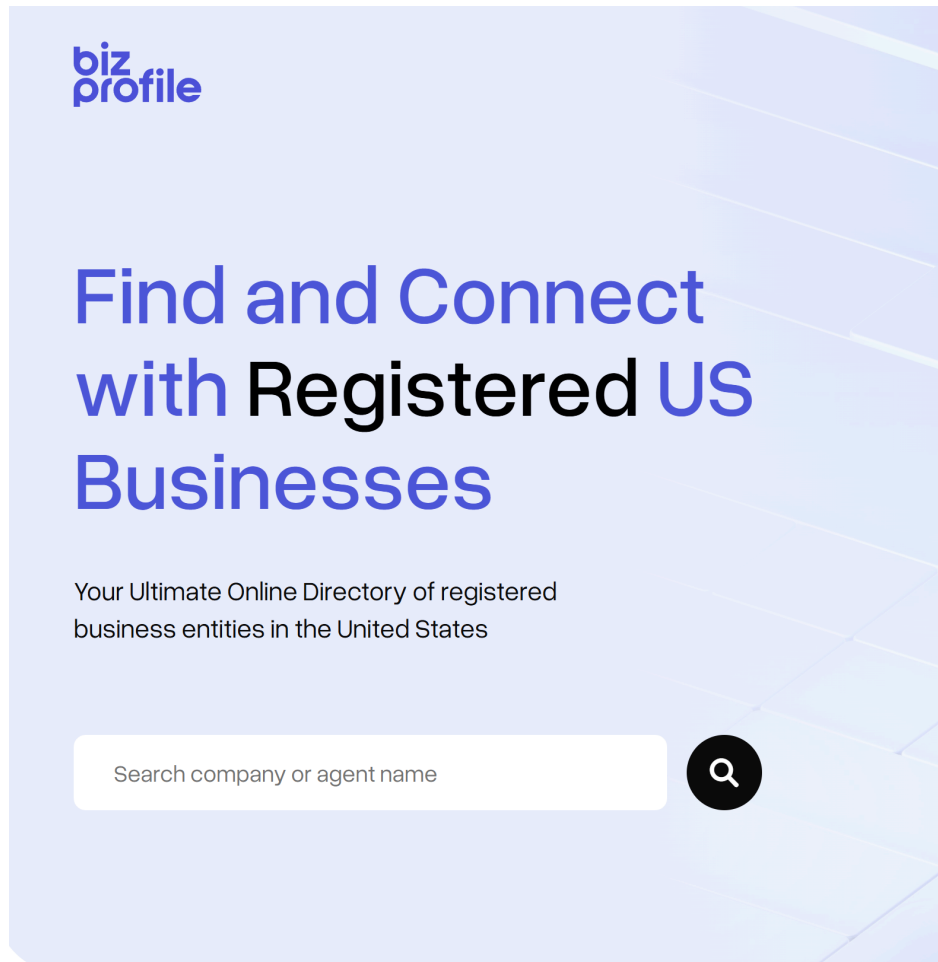 biz
profile
Find and Connect
with Registered US
Businesses
Your Ultimate Online Directory of registered
business entities in the United States
Search company or agent name